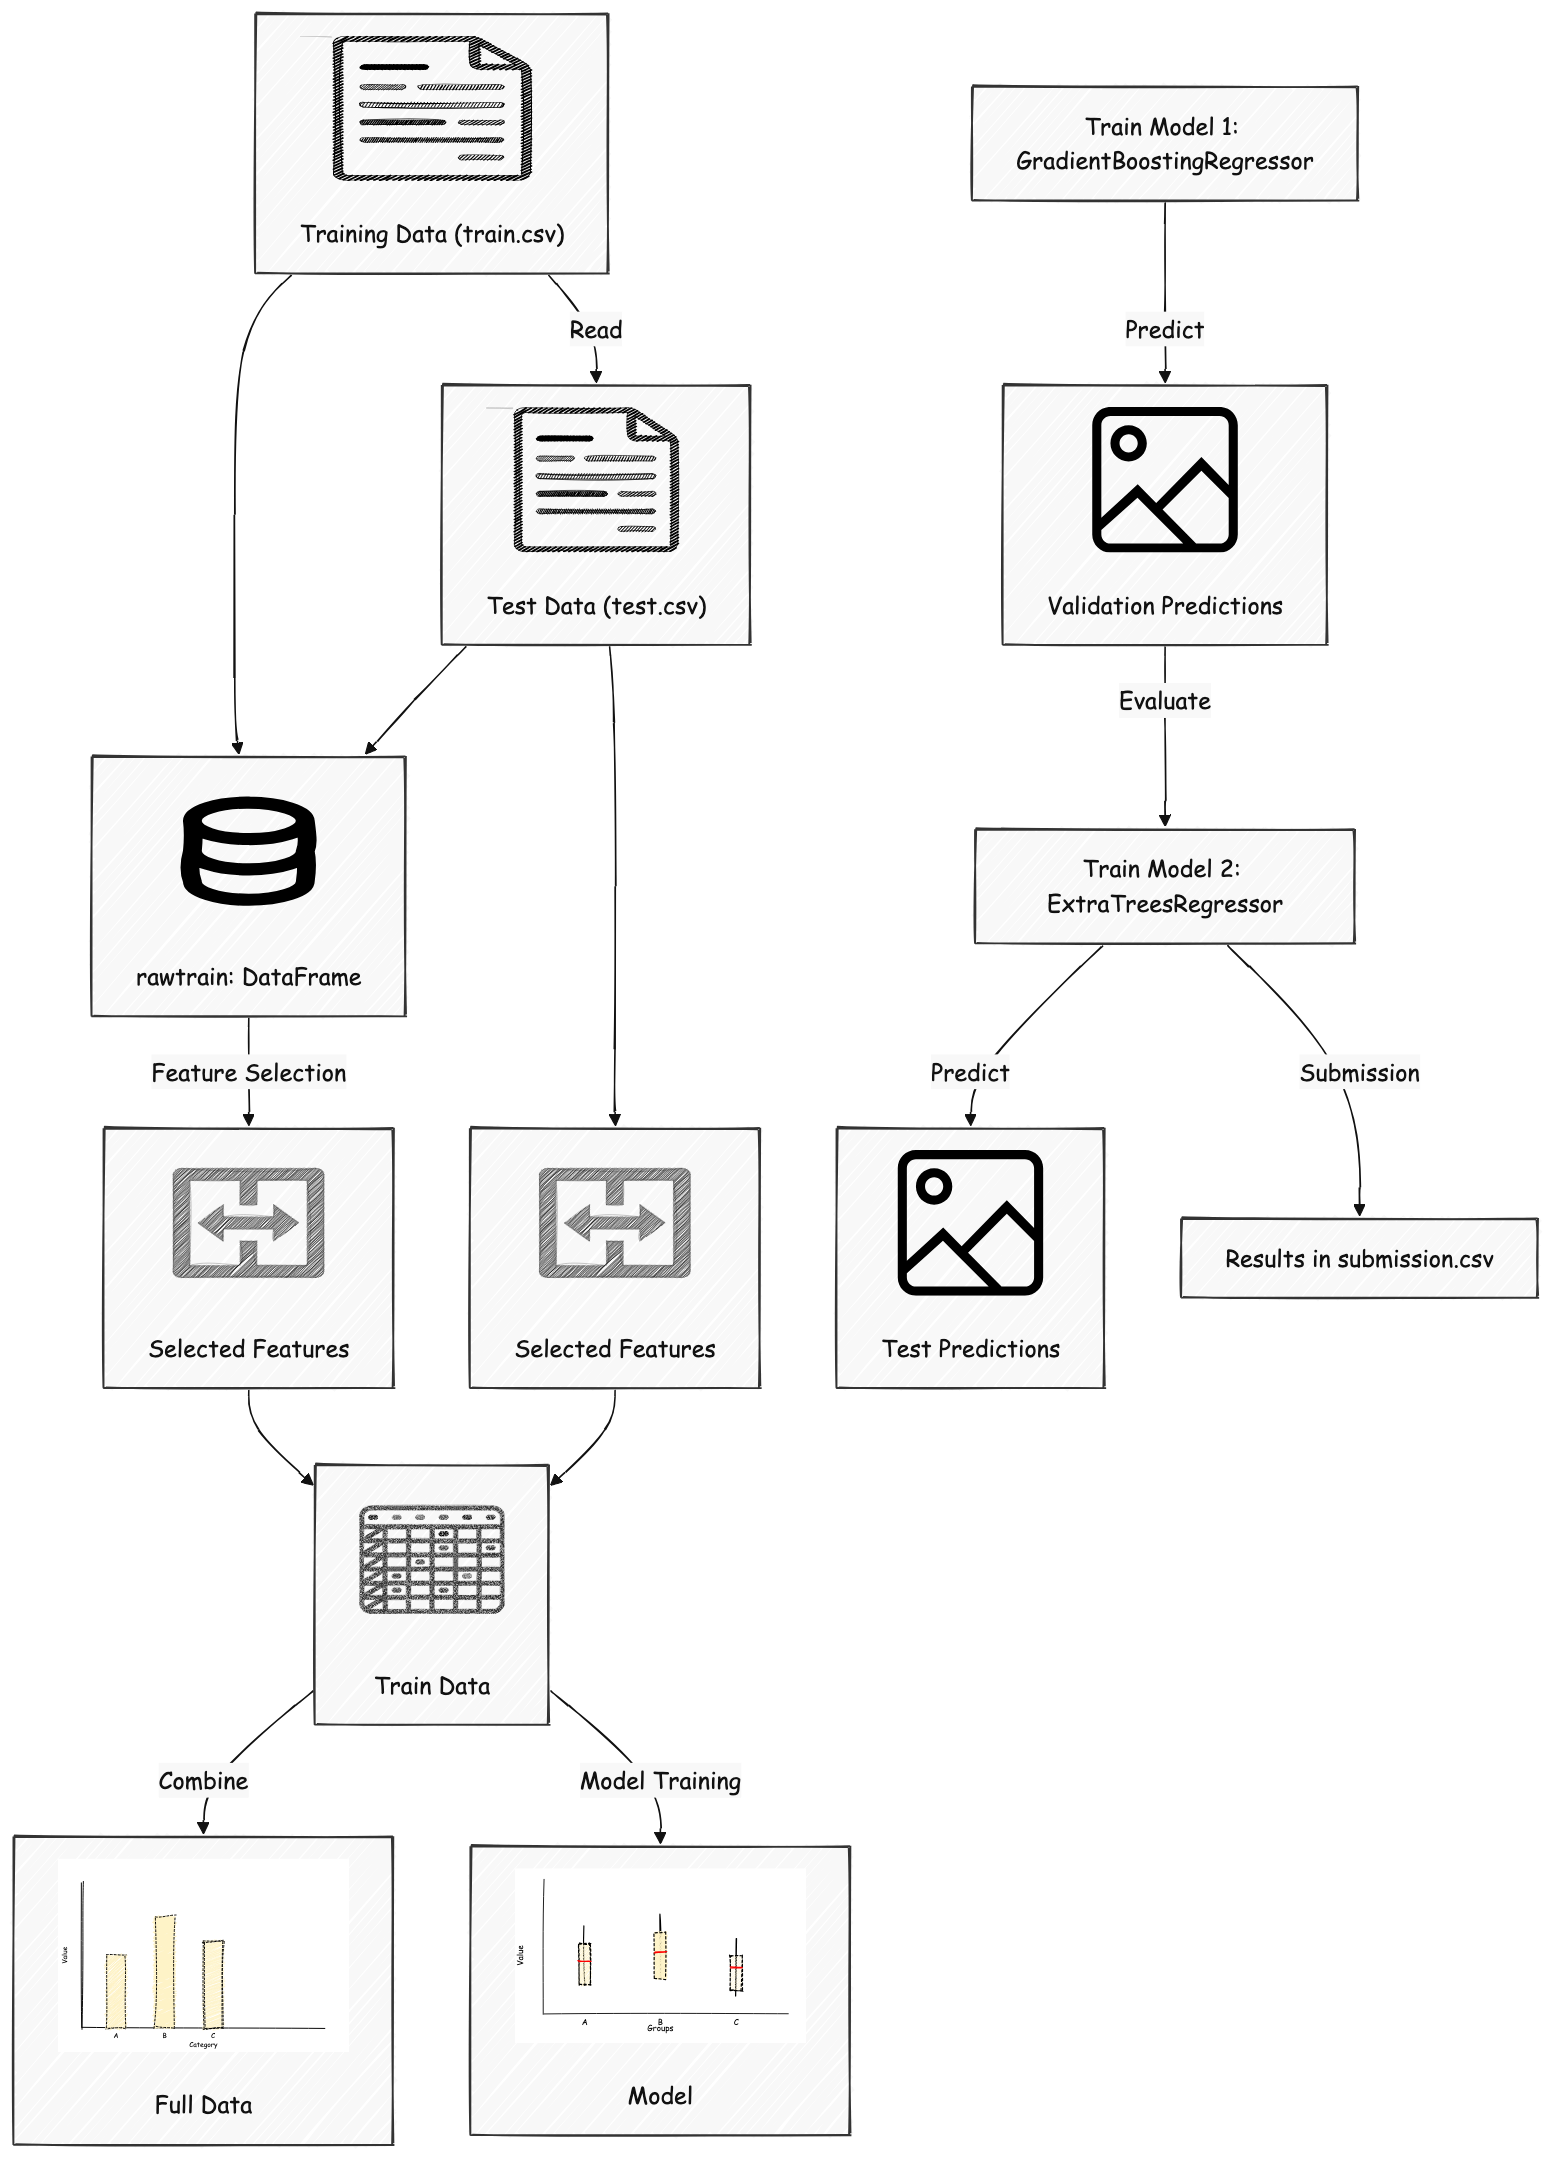 Training Data (train.csv)
Read
Test Data (test.csv)
rawtrain: DataFrame
Feature Selection
Selected Features
Selected Features
Train Data
Combine
Model Training
Value
A
B
C
Category
Full Data
Value
A
B
C
Groups
Model
Train Model 1:
GradientBoostingRegressor
Predict
Validation Predictions
Evaluate
Train Model 2:
ExtraTreesRegressor
Predict
Submission
Test Predictions
Results in submission.csv